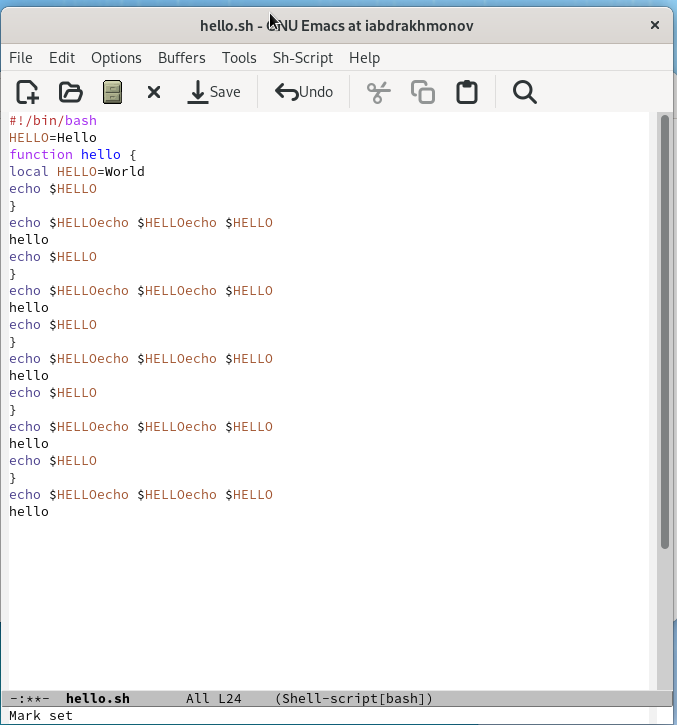 hello.sh - GNU Emacs at iabdrakhmonov
File Edit Options Buffers Tools Sh-Script Help
Save Undo
#!/bin/bash
HELLO=Hello
function hello {
local HELLO=World
echo $HELLO
}
echo $HELLOecho $HELLOecho $HELLO
hello
echo $HELLO
}
echo $HELLOecho $HELLOecho $HELLO
hello
echo $HELLO
}
echo $HELLOecho $HELLOecho $HELLO
hello
echo $HELLO
}
echo $HELLOecho $HELLOecho $HELLO
hello
echo $HELLO
}
echo $HELLOecho $HELLOecho $HELLO
hello
-:**- hello.sh All L24 (Shell-script[bash])
Mark set